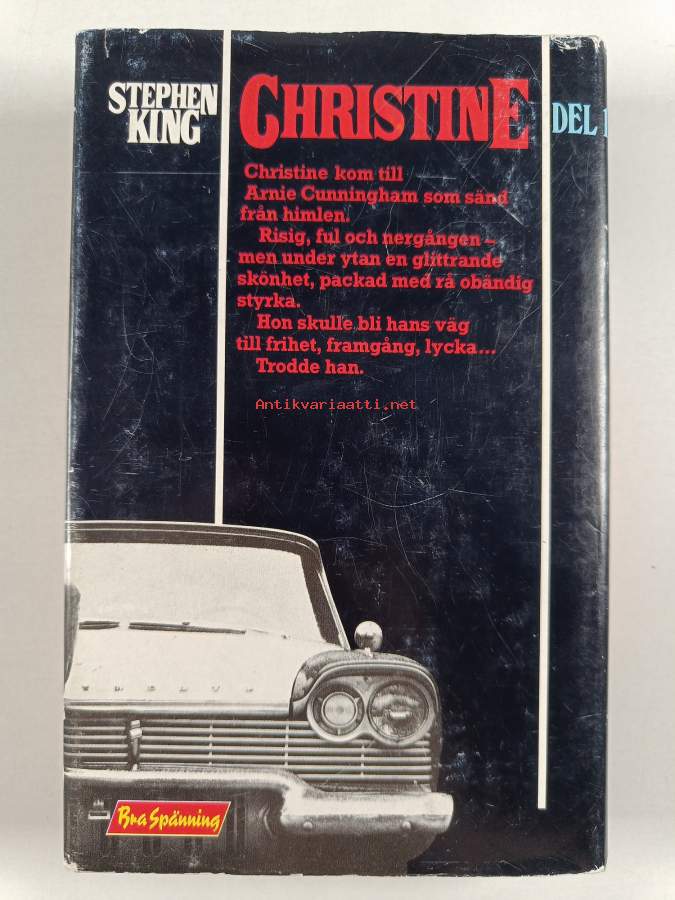 STEPHEN
KING
CHRISTINE
DEL 1
Christine kom till
Arnie Cunningham som sänd
från himlen.
Risig, ful och nergången –
men under ytan en glittrande
skönhet, packad med rå obändig
styrka.
Hon skulle bli hans väg
till frihet, framgång, lycka...
Trodde han.
Antikvariaatti.net
Bra Spänning